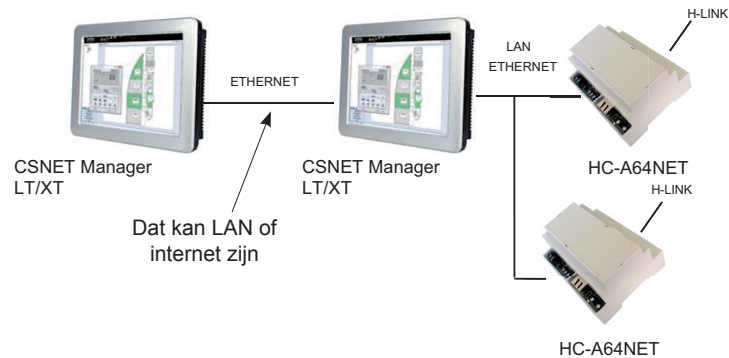 H-LINK
LAN
ETHERNET
ETHERNET
CSNET Manager
LT/XT
CSNET Manager
LT/XT
HC-A64NET
H-LINK
Dat kan LAN of
internet zijn
HC-A64NET